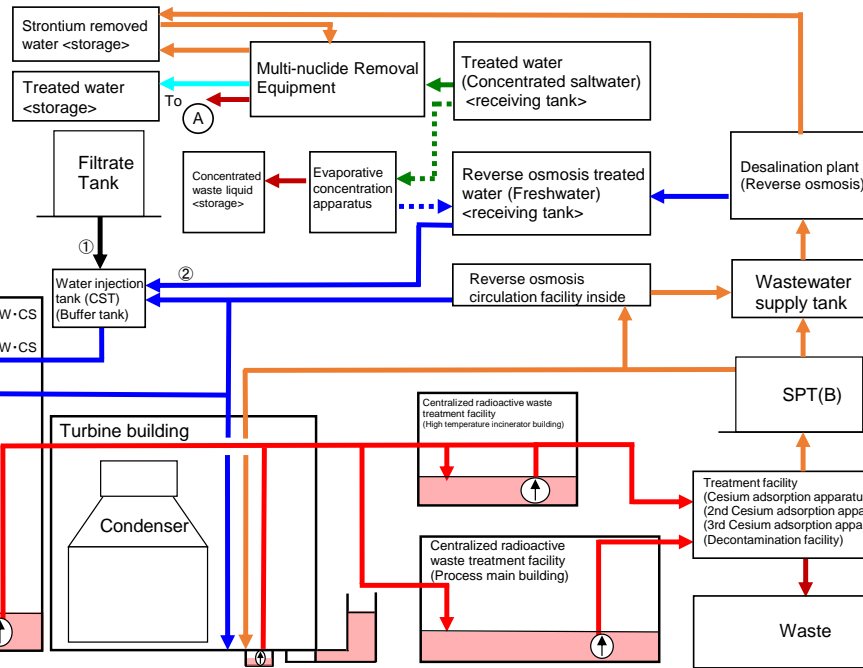 Strontium removed
water <storage>
Multi-nuclide Removal
Equipment
Treated water
(Concentrated saltwater)
<receiving tank>
Treated water
<storage>
To
A
Filtrate
Tank
Concentrated
waste liquid
<storage>
Evaporative
concentration
apparatus
Reverse osmosis treated
water (Freshwater)
<receiving tank>
Desalination plant
(Reverse osmosis)
①
②
Water injection
tank (CST)
(Buffer tank)
Reverse osmosis
circulation facility inside
Wastewater
supply tank
W・CS
W・CS
SPT(B)
Turbine building
Condenser
Centralized radioactive waste
treatment facility
(High temperature incinerator building)
Treatment facility
(Cesium adsorption apparatu
(2nd Cesium adsorption appa
(3rd Cesium adsorption appa
(Decontamination facility)
Centralized radioactive
waste treatment facility
(Process main building)
Waste